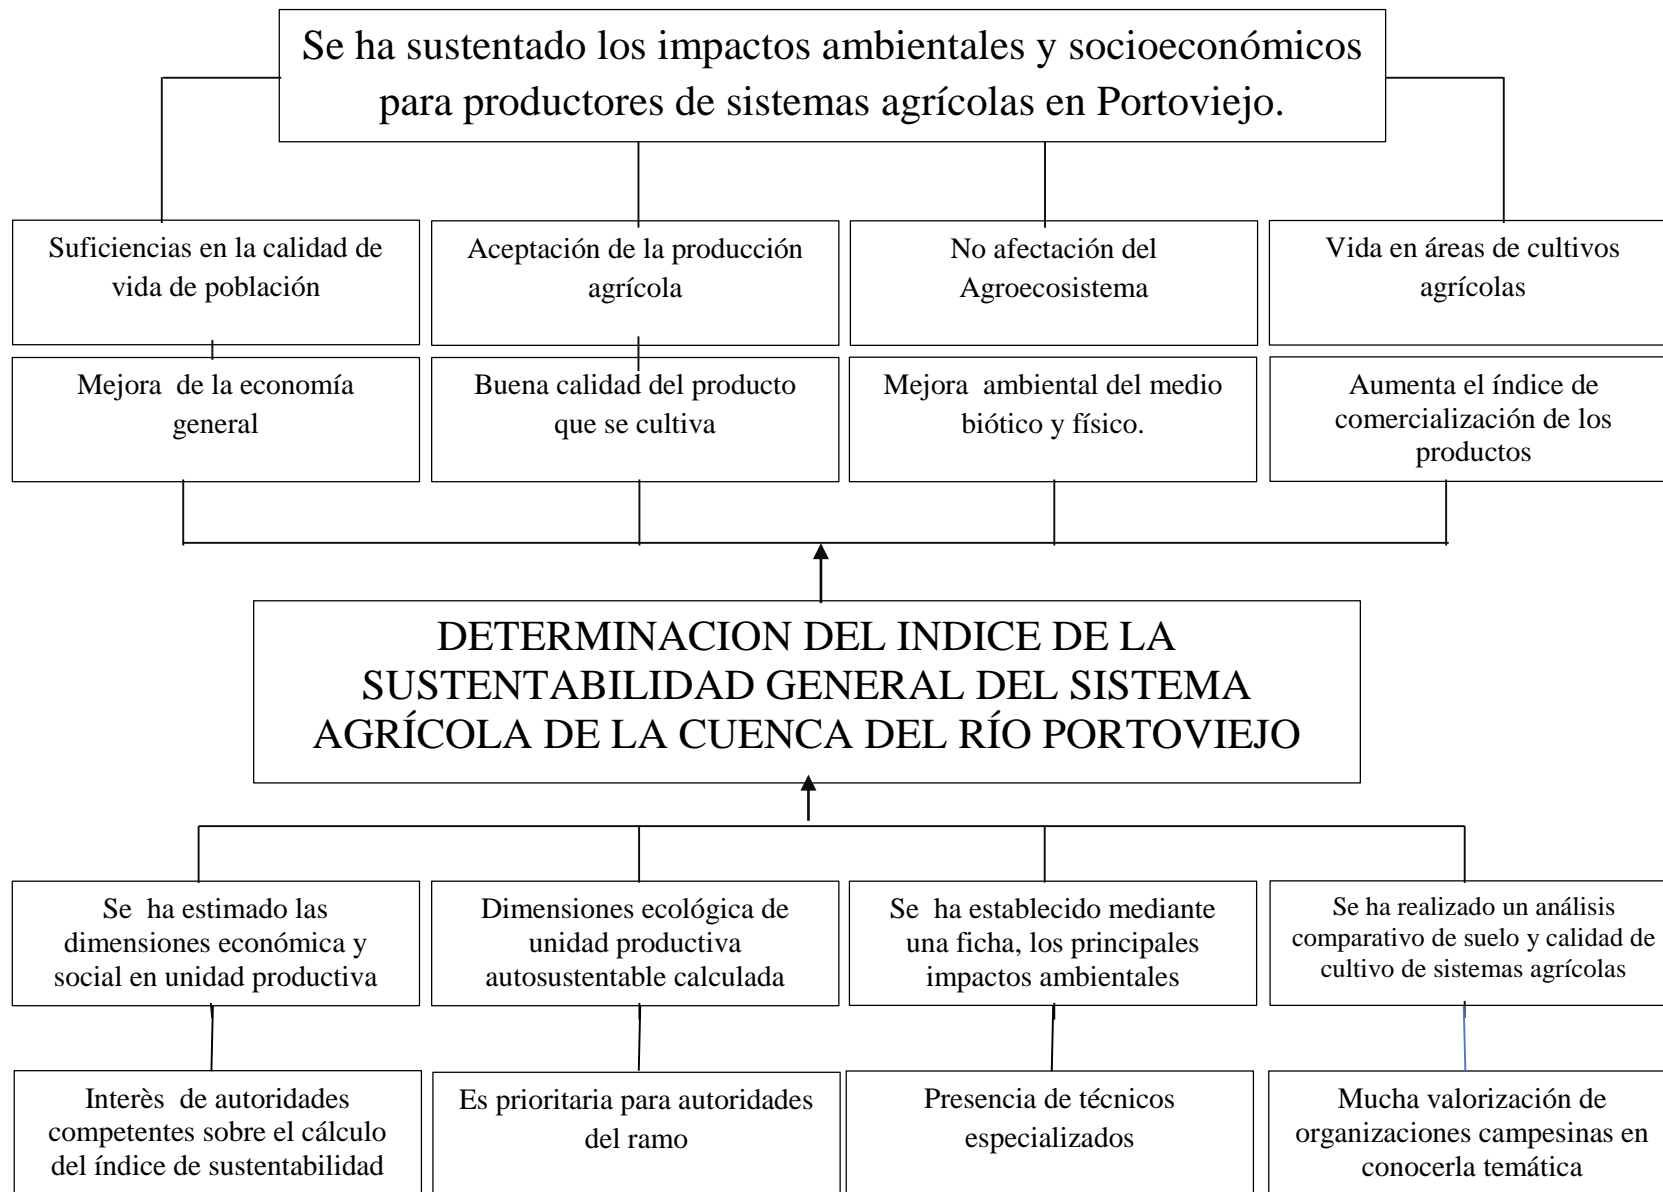 Se ha sustentado los impactos ambientales y socioeconómicos
para productores de sistemas agrícolas en Portoviejo.
Suficiencias en la calidad de
vida de población
Aceptación de la producción
agrícola
No afectación del
Agroecosistema
Vida en áreas de cultivos
agrícolas
Mejora de la economía
general
Buena calidad del producto
que se cultiva
Mejora ambiental del medio
biótico y físico.
Aumenta el índice de
comercialización de los
productos
DETERMINACION DEL INDICE DE LA
SUSTENTABILIDAD GENERAL DEL SISTEMA
AGRÍCOLA DE LA CUENCA DEL RÍO PORTOVIEJO
Se ha estimado las
dimensiones económica y
social en unidad productiva
Dimensiones ecológica de
unidad productiva
autosustentable calculada
Se ha establecido mediante
una ficha, los principales
impactos ambientales
Se ha realizado un análisis
comparativo de suelo y calidad de
cultivo de sistemas agrícolas
Interès de autoridades
competentes sobre el cálculo
del índice de sustentabilidad
Es prioritaria para autoridades
del ramo
Presencia de técnicos
especializados
Mucha valorización de
organizaciones campesinas en
conocerla temática